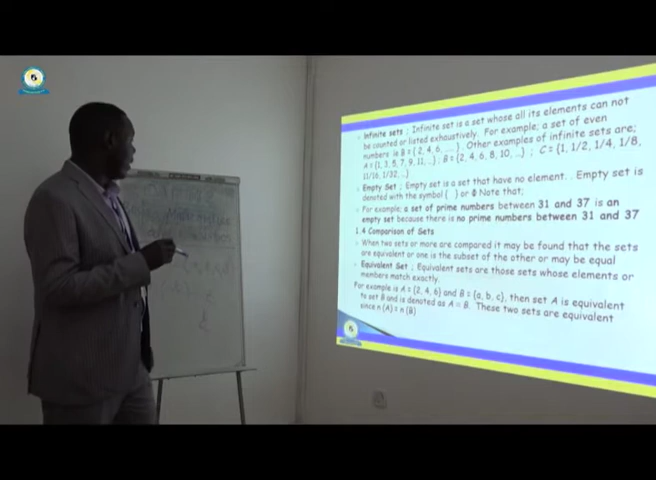 Infinite sets ; Infinite set is a set whose all its elements can not
be counted or listed exhaustively. For example; a set of even
numbers is B = { 2, 4, 6, .... } . Other examples of infinite sets are;
A = {1, 3, 5, 7, 9, 11, ..} ; B = {2, 4, 6, 8, 10, ..} ; C = {1, 1/2, 1/4, 1/8,
1/16, 1/32, ..}
Empty Set ; Empty set is a set that have no element. . Empty set is
denoted with the symbol { } or Φ Note that;
For example; a set of prime numbers between 31 and 37 is an
empty set because there is no prime numbers between 31 and 37
1.4 Comparison of Sets
When two sets or more are compared it may be found that the sets
are equivalent or one is the subset of the other or may be equal
Equivalent Set ; Equivalent sets are those sets whose elements or
members match exactly.
For example is A = {2, 4, 6} and B = {a, b, c}, then set A is equivalent
to set B and is denoted as A = B. These two sets are equivalent
since n (A) = n (B)